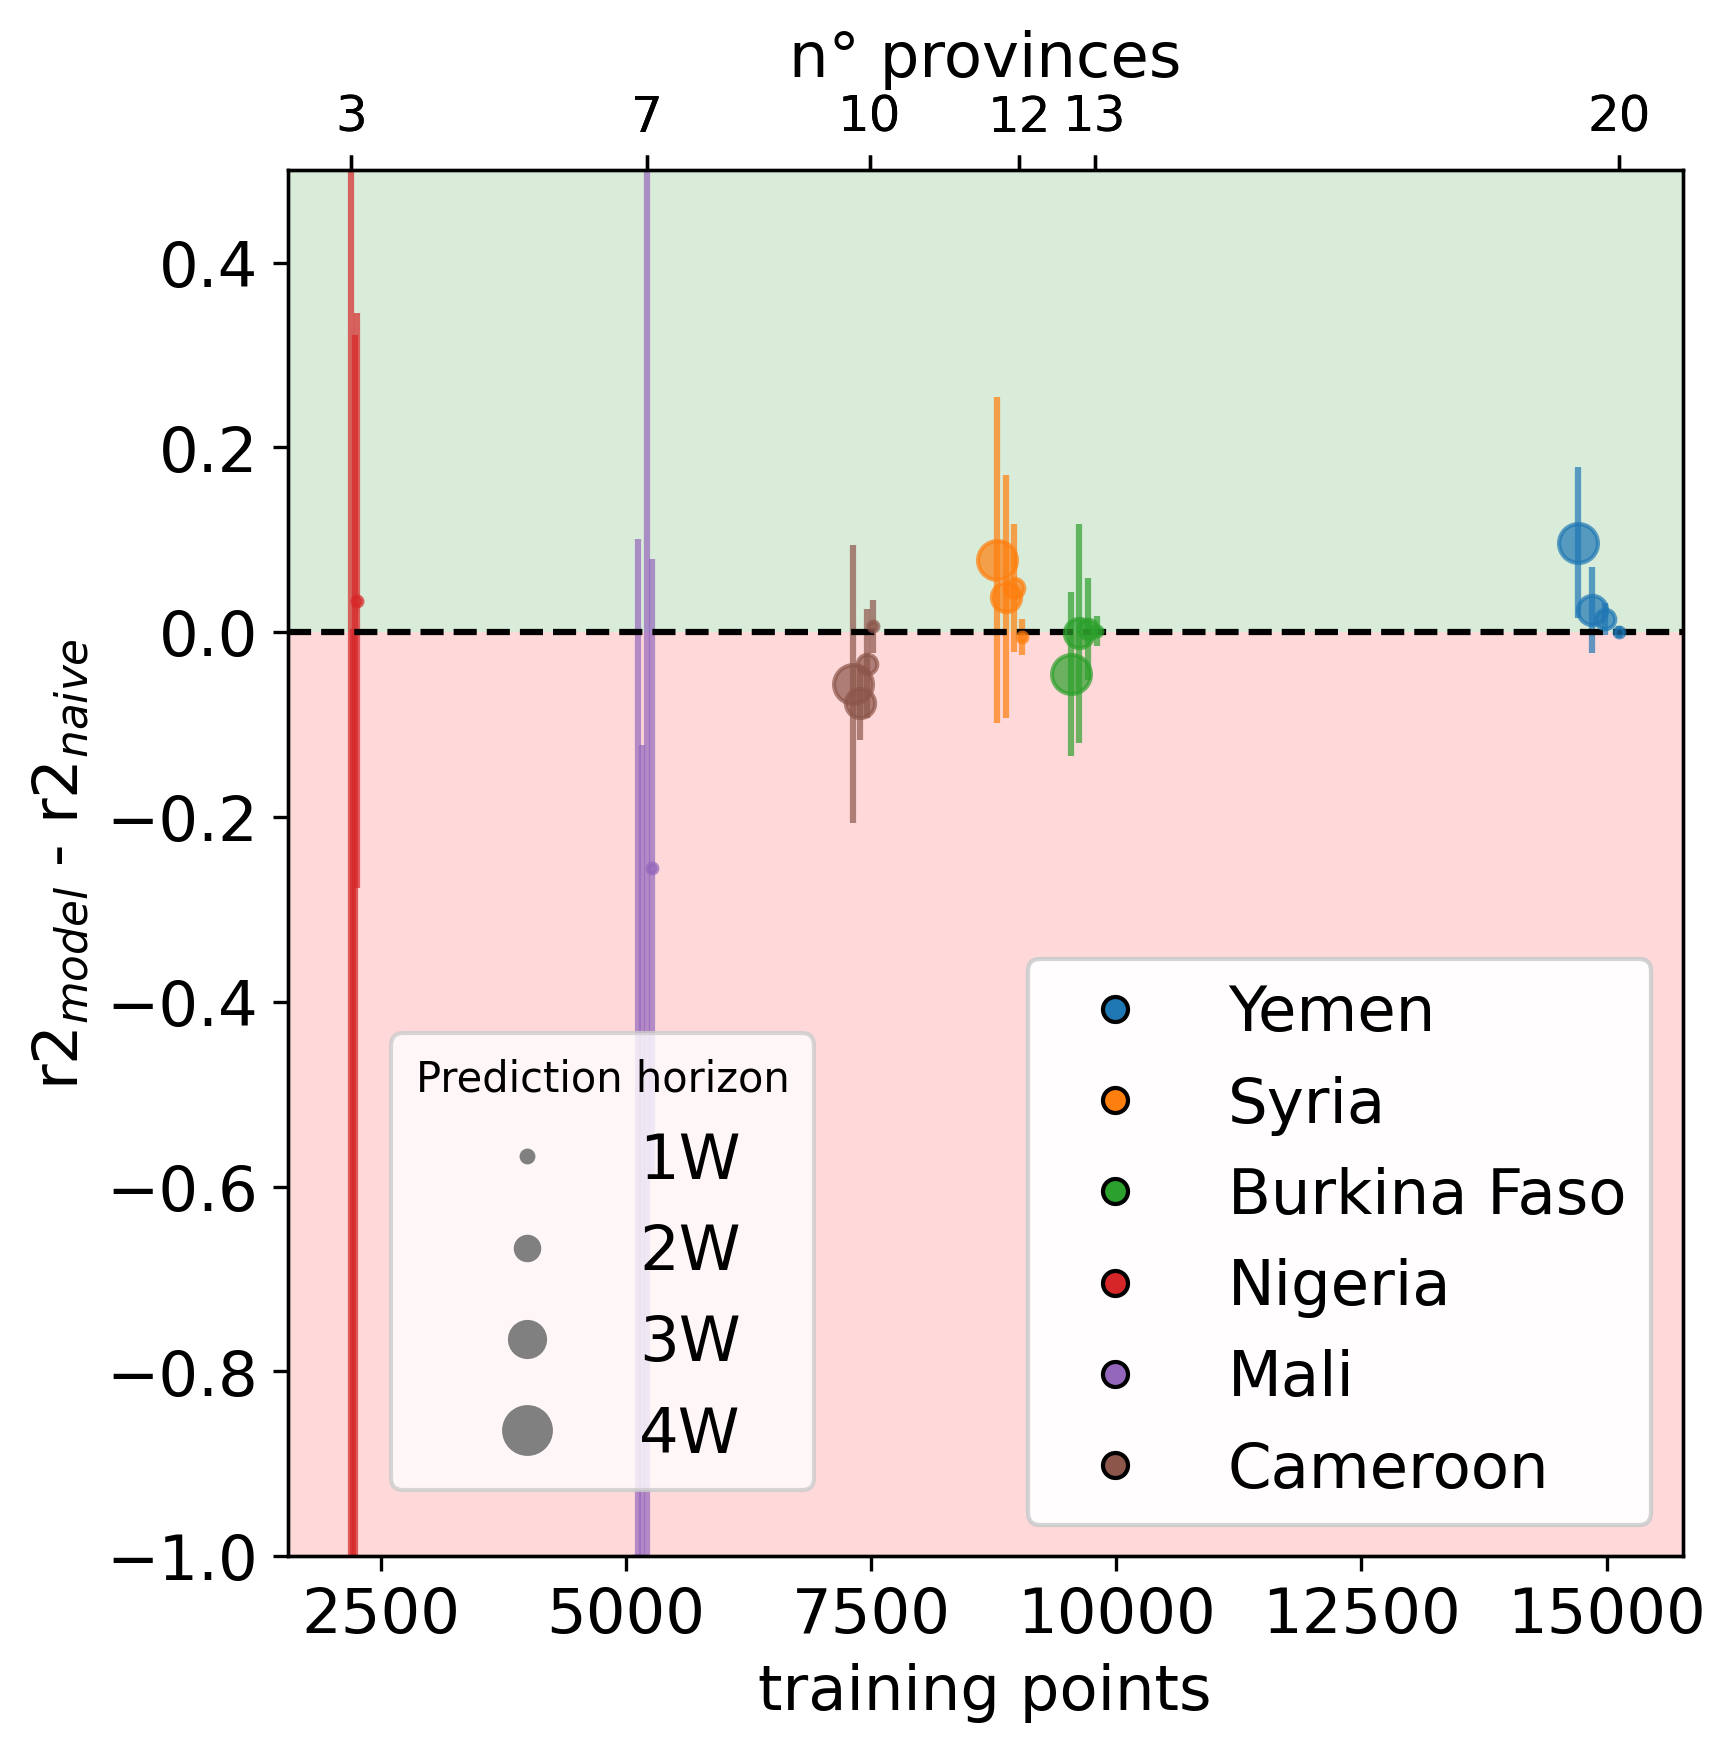 n° provinces
3 7 10 12 13 20
0.4
0.2
0.0
−0.2
−0.4
−0.6
−0.8
−1.0
r2model - r2naive
Prediction horizon
1W
2W
3W
4W
Yemen
Syria
Burkina Faso
Nigeria
Mali
Cameroon
2500 5000 7500 10000 12500 15000
training points